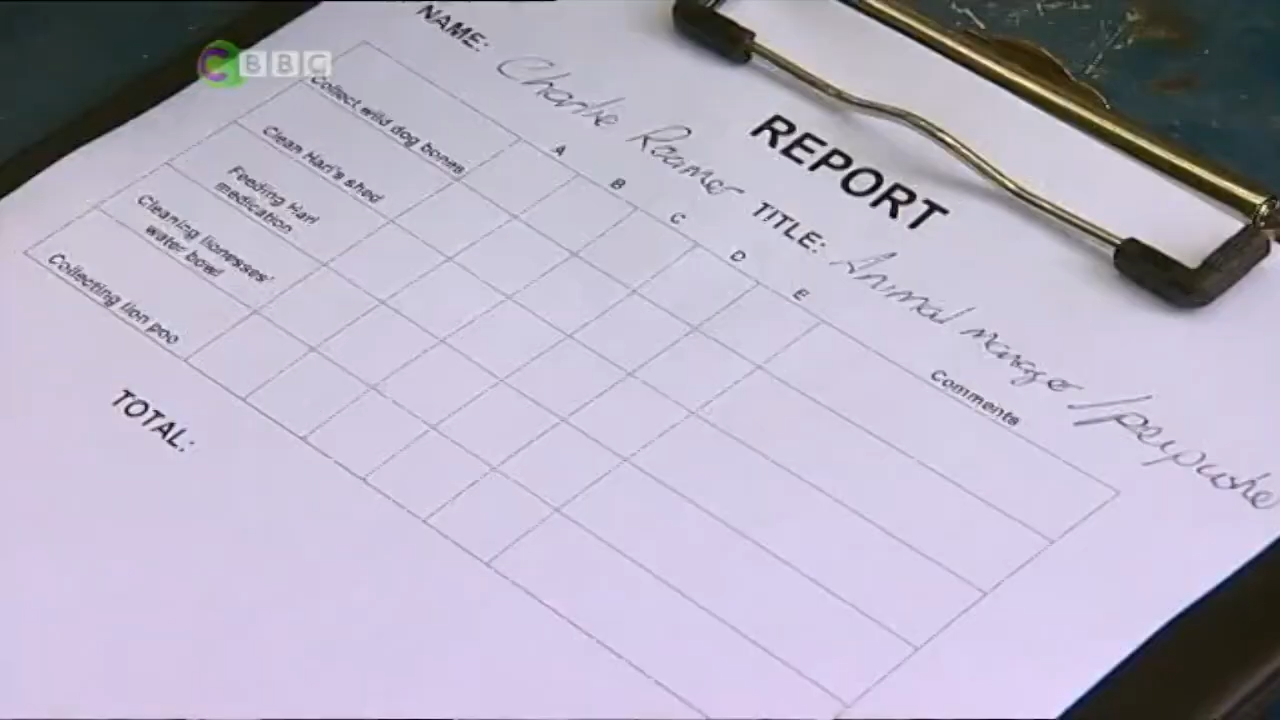 CBBC
REPORT
NAME: Charlie Roamer TITLE: Animal manager /
A B C D E Comments
Collect wild dog bones
Clean Hari's shed
Feeding Hari
medication
Cleaning lionesses'
water bowl
Collecting lion poo
TOTAL: